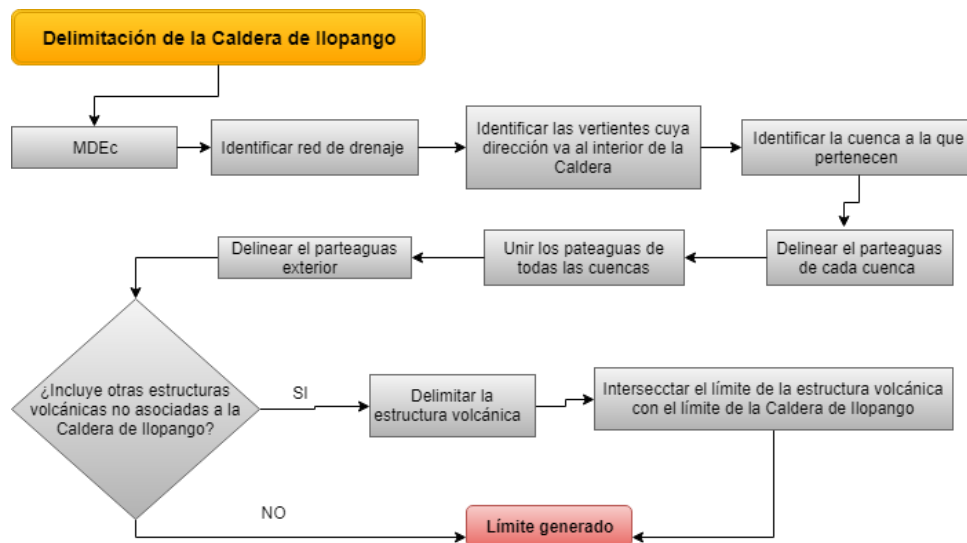 Delimitación de la Caldera de Ilopango
MDEc
Identificar red de drenaje
Identificar las vertientes cuya
dirección va al interior de la
Caldera
Identificar la cuenca a la que
pertenecen
Delinear el parteaguas
de cada cuenca
Unir los pateaguas de
todas las cuencas
Delinear el parteaguas
exterior
¿Incluye otras estructuras
volcánicas no asociadas a la
Caldera de Ilopango?
SI
Delimitar la
estructura volcánica
Intersecctar el límite de la estructura volcánica
con el límite de la Caldera de Ilopango
NO
Límite generado